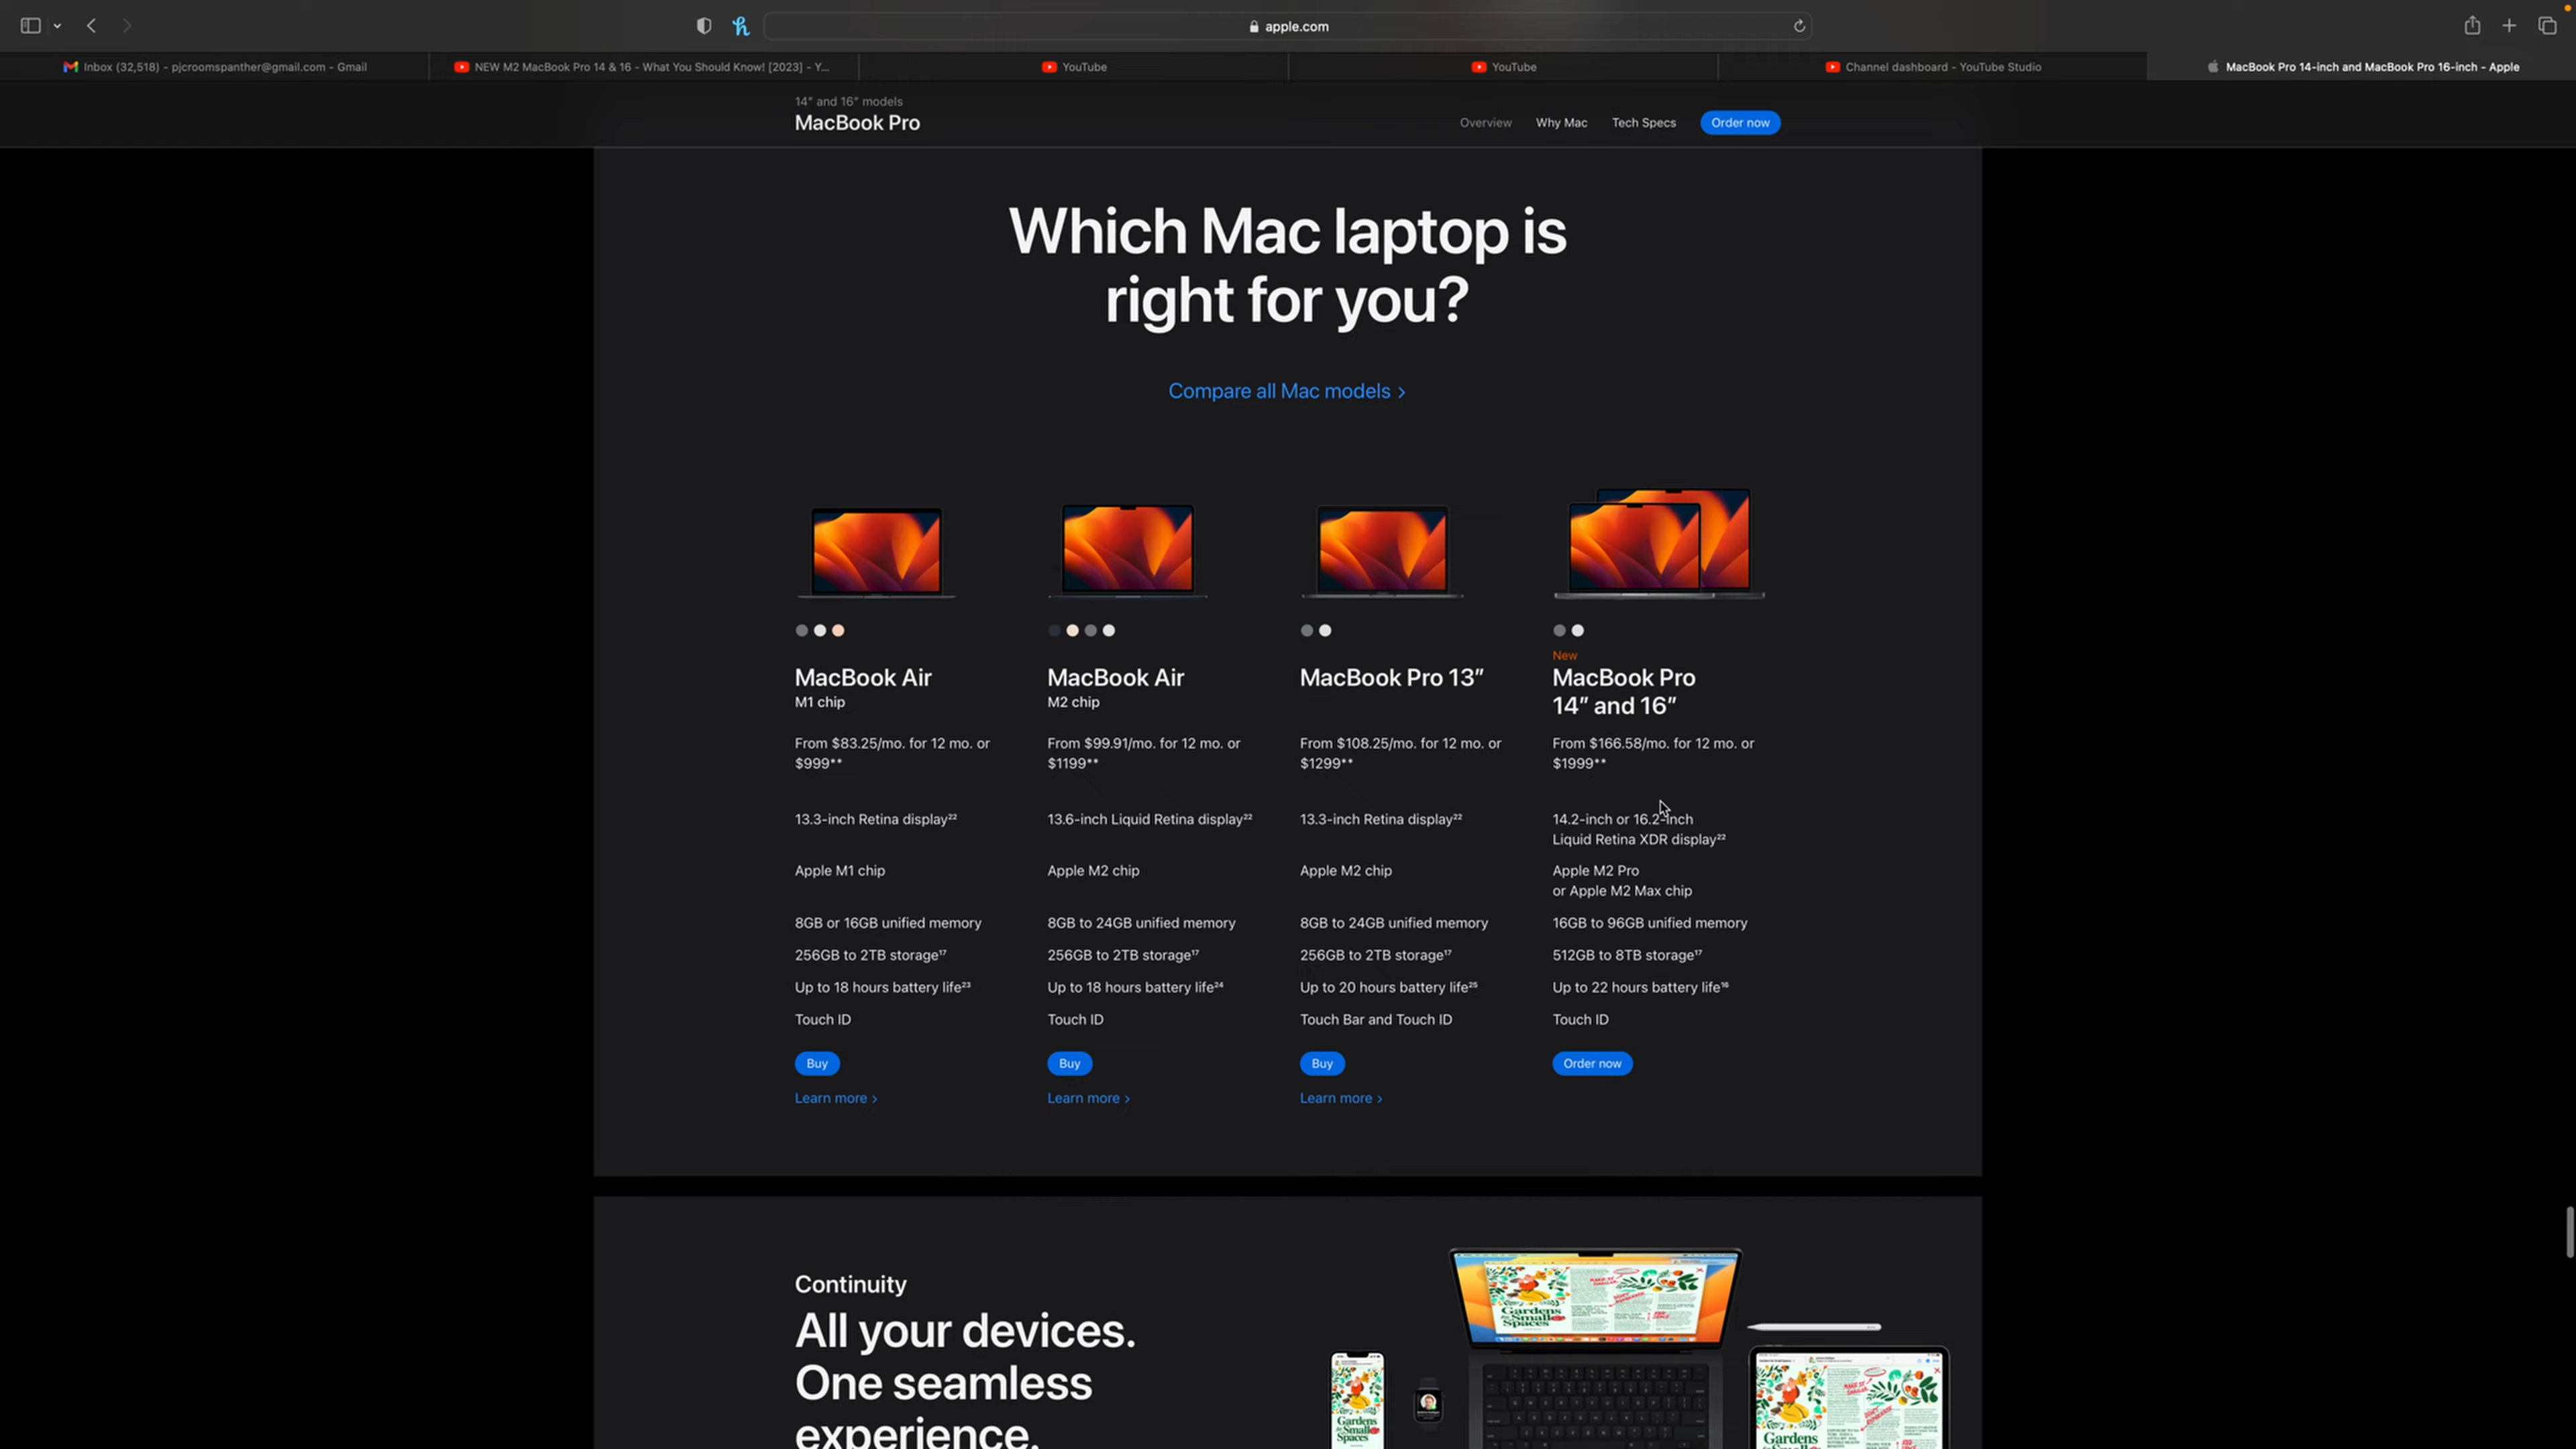 apple.com
Inbox (32,518) - pjcroomspanther@gmail.com - Gmail
NEW M2 MacBook Pro 14 & 16 - What You Should Know! [2023] - Y...
YouTube
YouTube
Channel dashboard - YouTube Studio
MacBook Pro 14-inch and MacBook Pro 16-inch - Apple
14" and 16" models
MacBook Pro
Overview
Why Mac
Tech Specs
Order now
Which Mac laptop is
right for you?
Compare all Mac models >
MacBook Air
M1 chip
From $83.25/mo. for 12 mo. or
$999**
13.3-inch Retina display²²
Apple M1 chip
8GB or 16GB unified memory
256GB to 2TB storage¹⁷
Up to 18 hours battery life²³
Touch ID
Buy
Learn more >
MacBook Air
M2 chip
From $99.91/mo. for 12 mo. or
$1199**
13.6-inch Liquid Retina display²²
Apple M2 chip
8GB to 24GB unified memory
256GB to 2TB storage¹⁷
Up to 18 hours battery life²⁴
Touch ID
Buy
Learn more >
MacBook Pro 13”
From $108.25/mo. for 12 mo. or
$1299**
13.3-inch Retina display²²
Apple M2 chip
8GB to 24GB unified memory
256GB to 2TB storage¹⁷
Up to 20 hours battery life²⁵
Touch Bar and Touch ID
Buy
Learn more >
New
MacBook Pro
14” and 16”
From $166.58/mo. for 12 mo. or
$1999**
14.2-inch or 16.2-inch
Liquid Retina XDR display²²
Apple M2 Pro
or Apple M2 Max chip
16GB to 96GB unified memory
512GB to 8TB storage¹⁷
Up to 22 hours battery life¹⁶
Touch ID
Order now
Continuity
All your devices.
One seamless
experience.
Gardens
for Small
Spaces
Gardens
for Small
Spaces
Gardens
for Small
Spaces